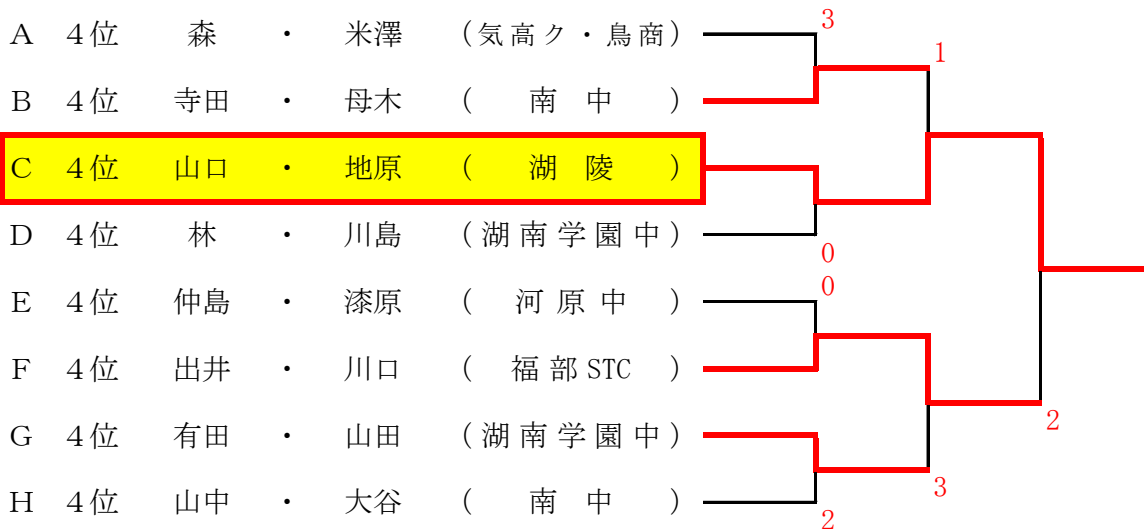 A 4位 森 ・ 米澤 (気高ク・鳥商) 3
1
B 4位 寺田 ・ 母木 ( 南 中 )
C 4位 山口 ・ 地原 ( 湖 陵 )
D 4位 林 ・ 川島 (湖南学園中) 0
E 4位 仲島 ・ 漆原 ( 河原中 ) 0
F 4位 出井 ・ 川口 ( 福部STC )
2
G 4位 有田 ・ 山田 (湖南学園中)
3
H 4位 山中 ・ 大谷 ( 南 中 ) 2